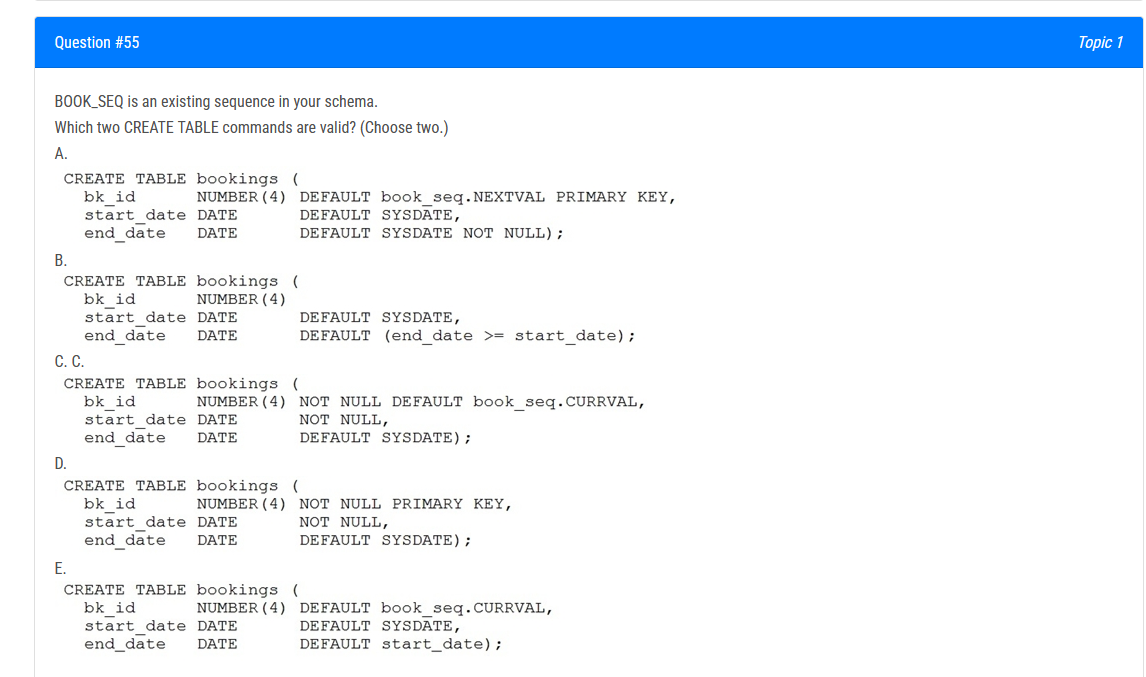 Question #55 Topic 1
BOOK_SEQ is an existing sequence in your schema.
Which two CREATE TABLE commands are valid? (Choose two.)
A.
CREATE TABLE bookings (
bk_id NUMBER(4) DEFAULT book_seq.NEXTVAL PRIMARY KEY,
start_date DATE DEFAULT SYSDATE,
end_date DATE DEFAULT SYSDATE NOT NULL);
B.
CREATE TABLE bookings (
bk_id NUMBER(4)
start_date DATE DEFAULT SYSDATE,
end_date DATE DEFAULT (end_date >= start_date);
C. C.
CREATE TABLE bookings (
bk_id NUMBER(4) NOT NULL DEFAULT book_seq.CURRVAL,
start_date DATE NOT NULL,
end_date DATE DEFAULT SYSDATE);
D.
CREATE TABLE bookings (
bk_id NUMBER(4) NOT NULL PRIMARY KEY,
start_date DATE NOT NULL,
end_date DATE DEFAULT SYSDATE);
E.
CREATE TABLE bookings (
bk_id NUMBER(4) DEFAULT book_seq.CURRVAL,
start_date DATE DEFAULT SYSDATE,
end_date DATE DEFAULT start_date);